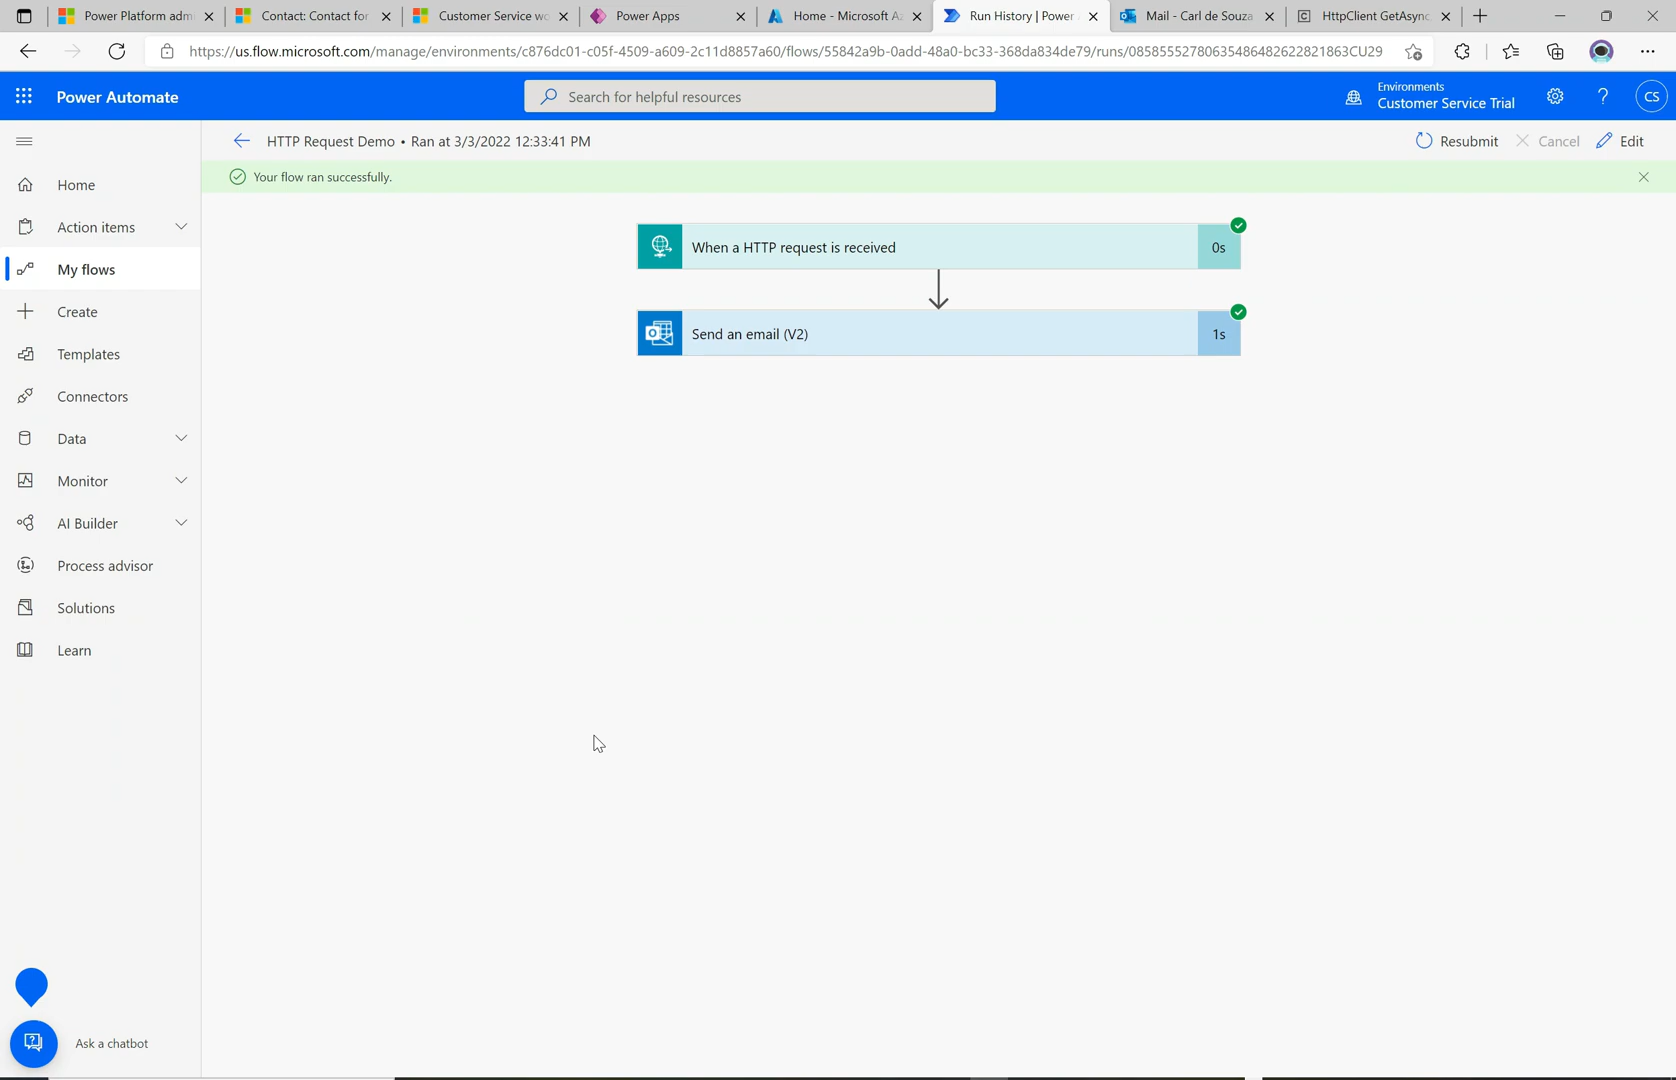 Power Platform adm
Contact: Contact for
Customer Service wo
Power Apps
Home - Microsoft Az
Run History | Power A
Mail - Carl de Souza
HttpClient GetAsync,
https://us.flow.microsoft.com/manage/environments/c876dc01-c05f-4509-a609-2c11d8857a60/flows/55842a9b-0add-48a0-bc33-368da834de79/runs/08585552780635486482622821863CU29
Power Automate
Search for helpful resources
Environments
Customer Service Trial
CS
HTTP Request Demo • Ran at 3/3/2022 12:33:41 PM
Resubmit
Cancel
Edit
Your flow ran successfully.
Home
Action items
My flows
Create
Templates
Connectors
Data
Monitor
AI Builder
Process advisor
Solutions
Learn
When a HTTP request is received
0s
Send an email (V2)
1s
Ask a chatbot